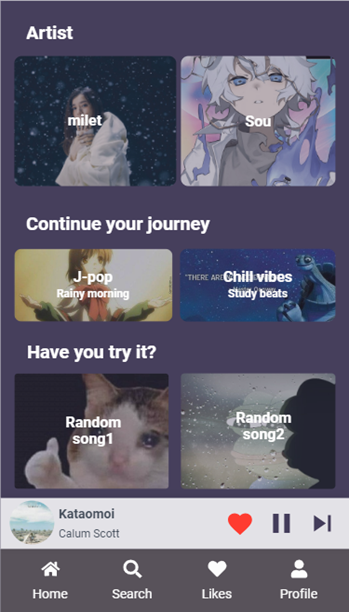 Artist
milet
Sou
Continue your journey
J-pop
Rainy morning
"THERE ARE
Chill vibes
Study beats
Have you try it?
Random
song1
Random
song2
Kataomoi
Calum Scott
Home
Search
Likes
Profile